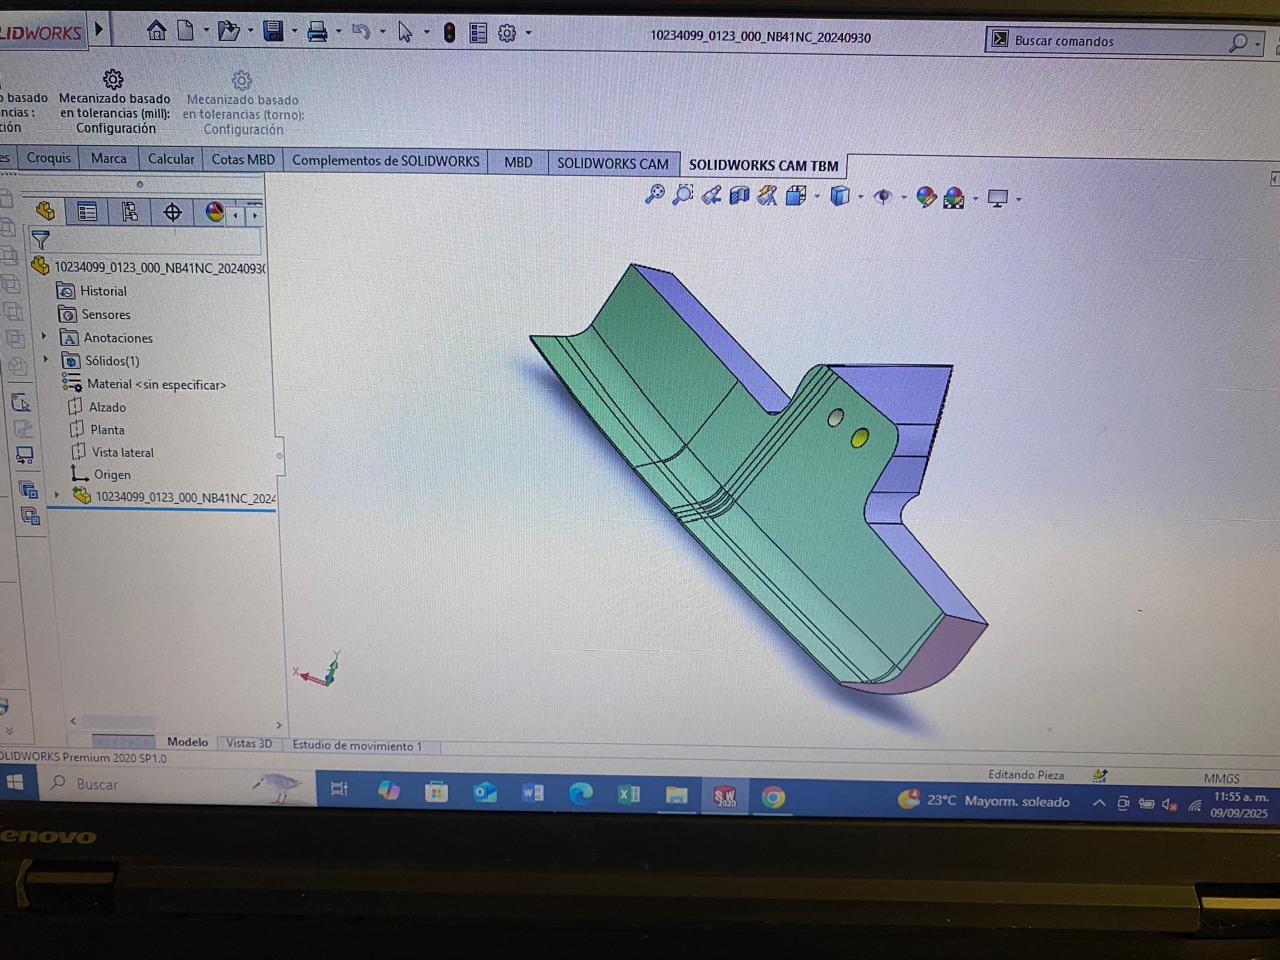 LIDWORKS
10234099_0123_000_NB41NC_20240930
Buscar comandos
Mecanizado basado
en tolerancias (mill):
Configuración
Mecanizado basado
en tolerancias (torno):
Configuración
o basado
ncias :
ción
es
Croquis
Marca
Calcular
Cotas MBD
Complementos de SOLIDWORKS
MBD
SOLIDWORKS CAM
SOLIDWORKS CAM TBM
10234099_0123_000_NB41NC_2024093(
Historial
Sensores
Anotaciones
Sólidos(1)
Material <sin especificar>
Alzado
Planta
Vista lateral
Origen
10234099_0123_000_NB41NC_2024
X
Y
Modelo
Vistas 3D
Estudio de movimiento 1
OLIDWORKS Premium 2020 SP1.0
Editando Pieza
MMGS
Buscar
SW
2020
4
23°C Mayorm. soleado
11:55 a. m.
09/09/2025
enovo